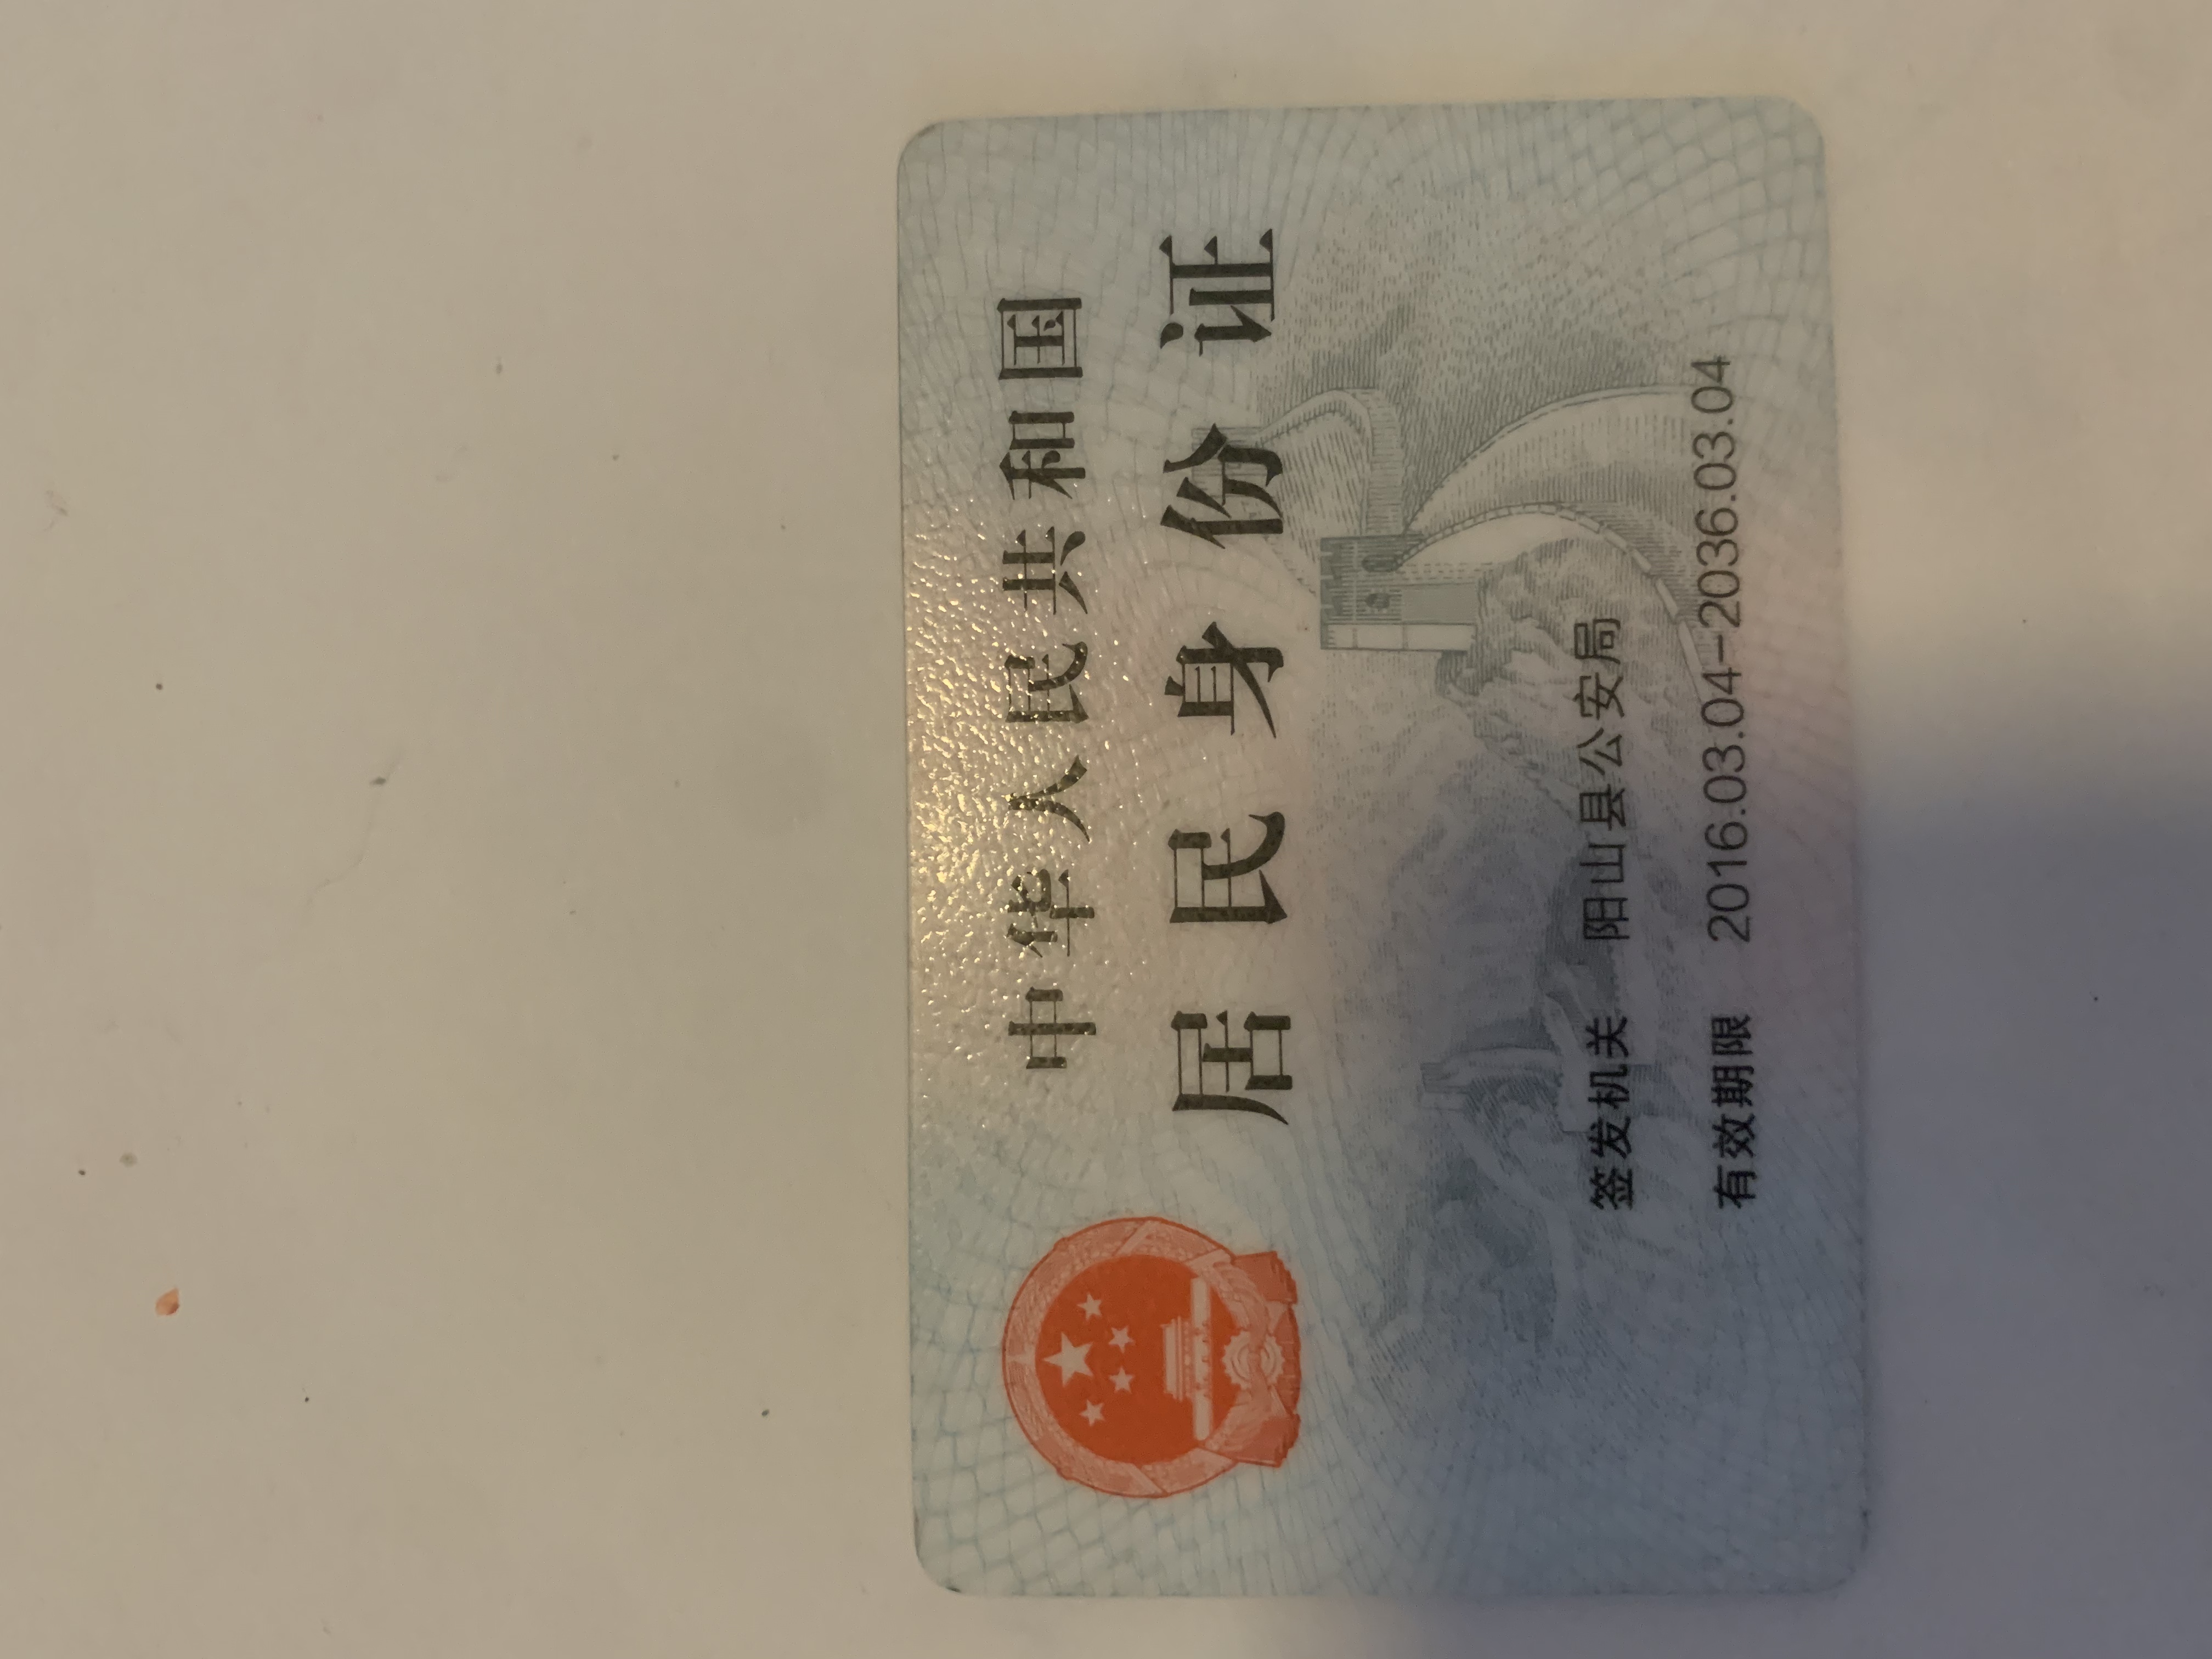 中华人民共和国
居民身份证
签发机关 阳山县公安局
有效期限 2016.03.04-2036.03.04